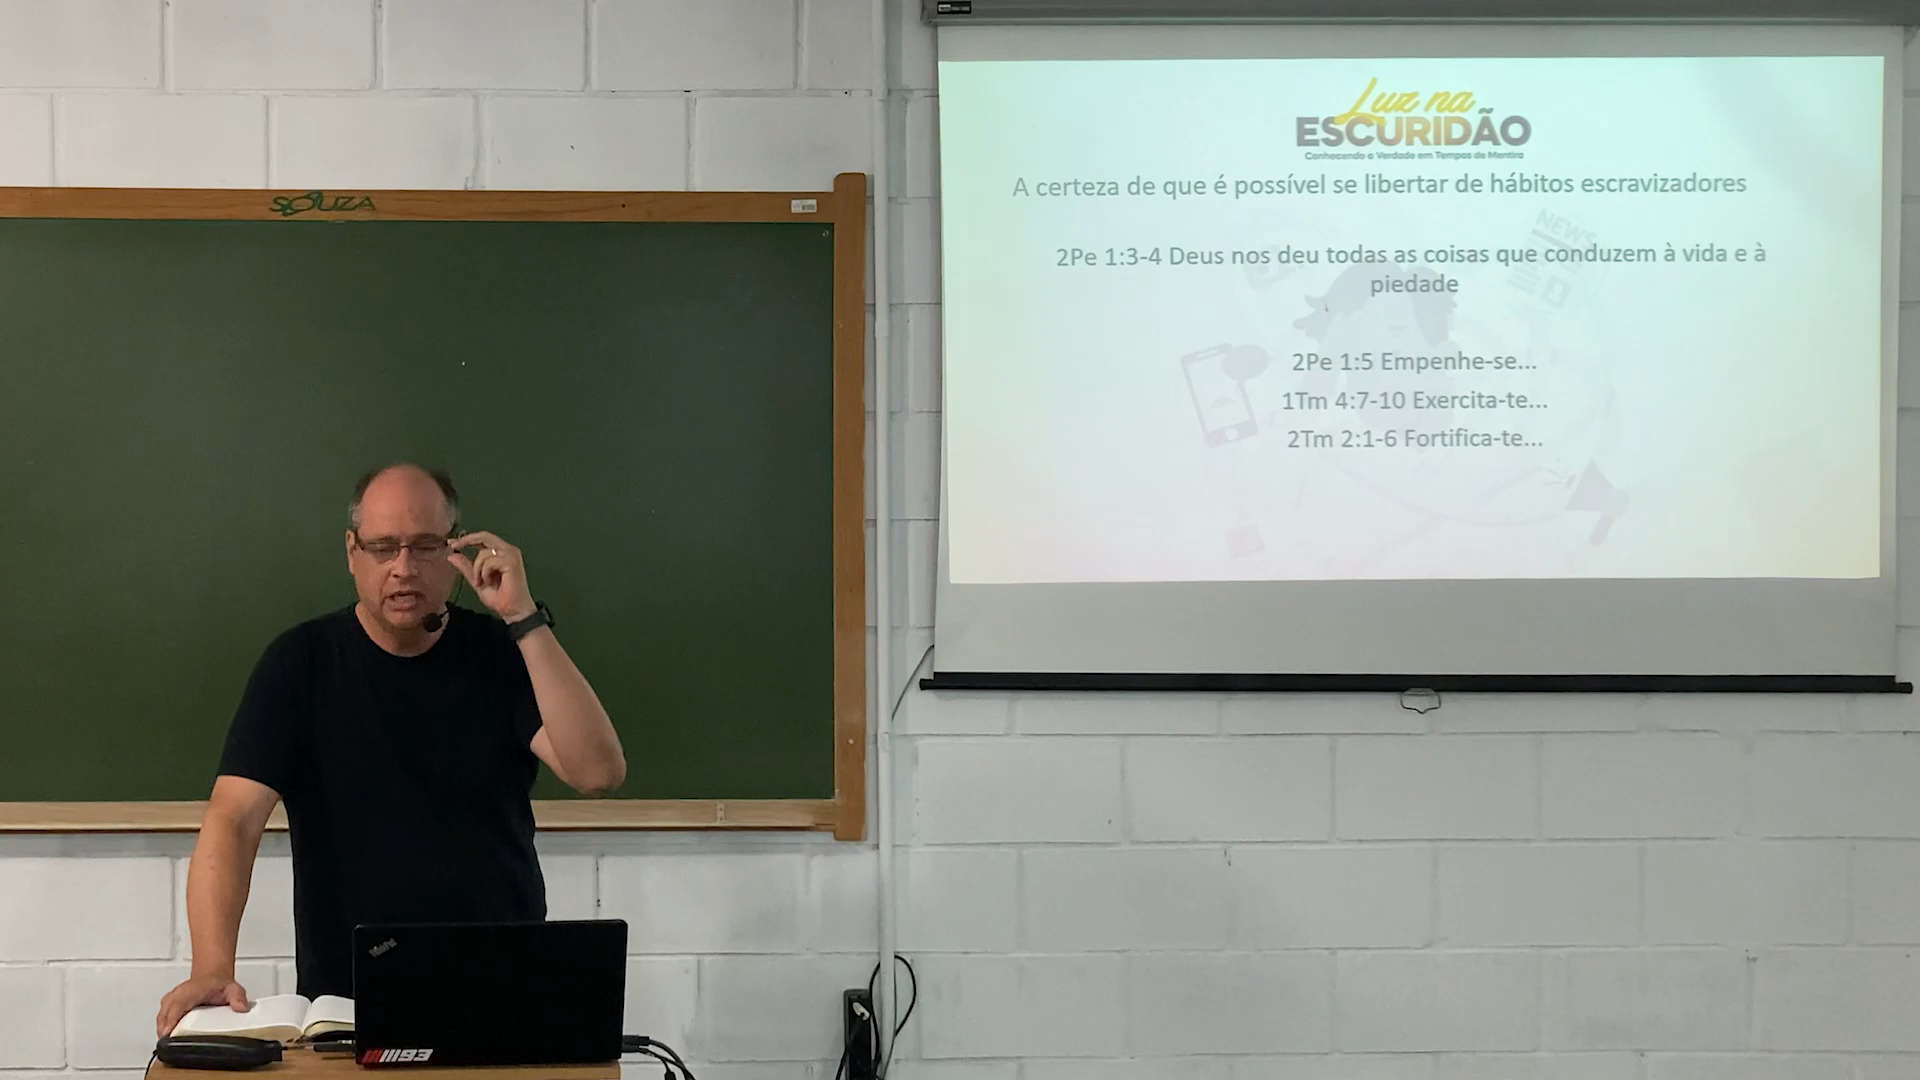 SOUZA
Luz na
ESCURIDÃO
Conhecendo a Verdade em Tempos de Mentira
A certeza de que é possível se libertar de hábitos escravizadores
NEWS
2Pe 1:3-4 Deus nos deu todas as coisas que conduzem à vida e à
piedade
2Pe 1:5 Empenhe-se...
1Tm 4:7-10 Exercita-te...
2Tm 2:1-6 Fortifica-te...
ThinkPad